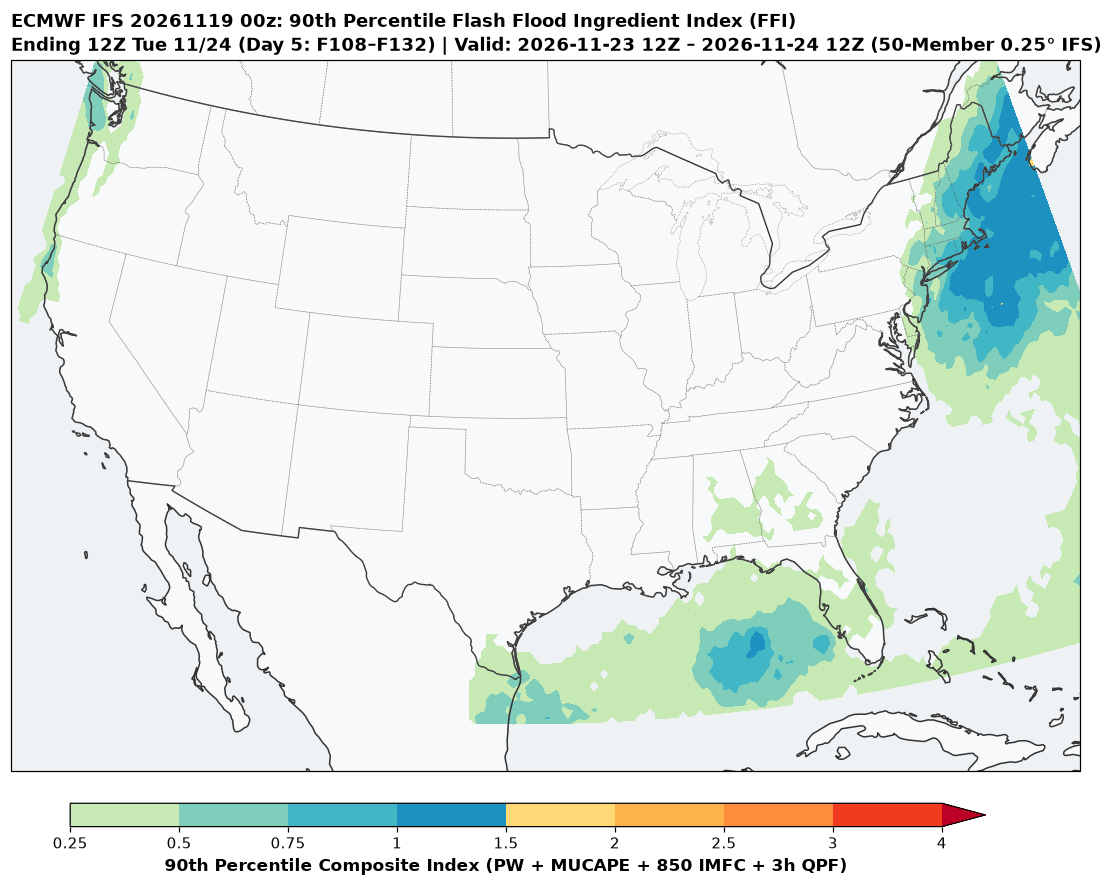 ECMWF IFS 20261119 00z: 90th Percentile Flash Flood Ingredient Index (FFI)
Ending 12Z Tue 11/24 (Day 5: F108–F132) | Valid: 2026-11-23 12Z – 2026-11-24 12Z (50-Member 0.25° IFS)
0.25 0.5 0.75 1 1.5 2 2.5 3 4
90th Percentile Composite Index (PW + MUCAPE + 850 IMFC + 3h QPF)